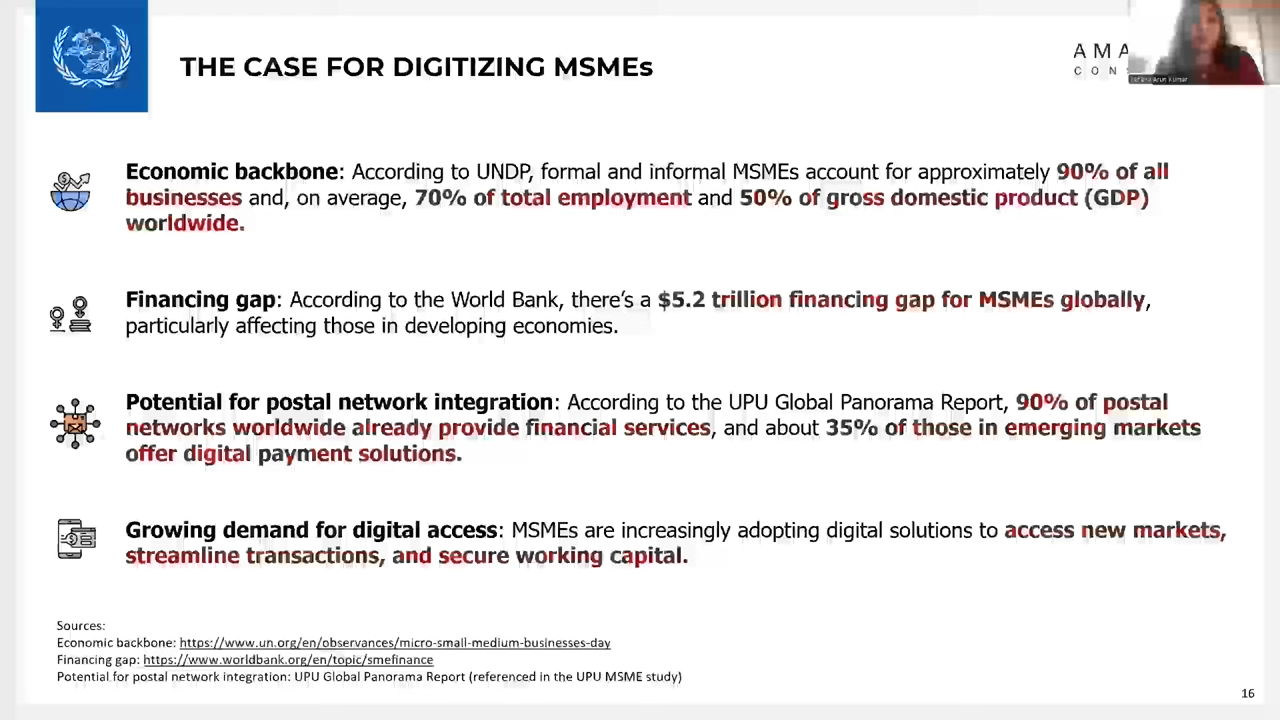 THE CASE FOR DIGITIZING MSMEs
AMA
CON
Arun Kumar
Economic backbone: According to UNDP, formal and informal MSMEs account for approximately 90% of all
businesses and, on average, 70% of total employment and 50% of gross domestic product (GDP)
worldwide.
Financing gap: According to the World Bank, there’s a $5.2 trillion financing gap for MSMEs globally,
particularly affecting those in developing economies.
Potential for postal network integration: According to the UPU Global Panorama Report, 90% of postal
networks worldwide already provide financial services, and about 35% of those in emerging markets
offer digital payment solutions.
Growing demand for digital access: MSMEs are increasingly adopting digital solutions to access new markets,
streamline transactions, and secure working capital.
Sources:
Economic backbone: https://www.un.org/en/observances/micro-small-medium-businesses-day
Financing gap: https://www.worldbank.org/en/topic/smefinance
Potential for postal network integration: UPU Global Panorama Report (referenced in the UPU MSME study)
16